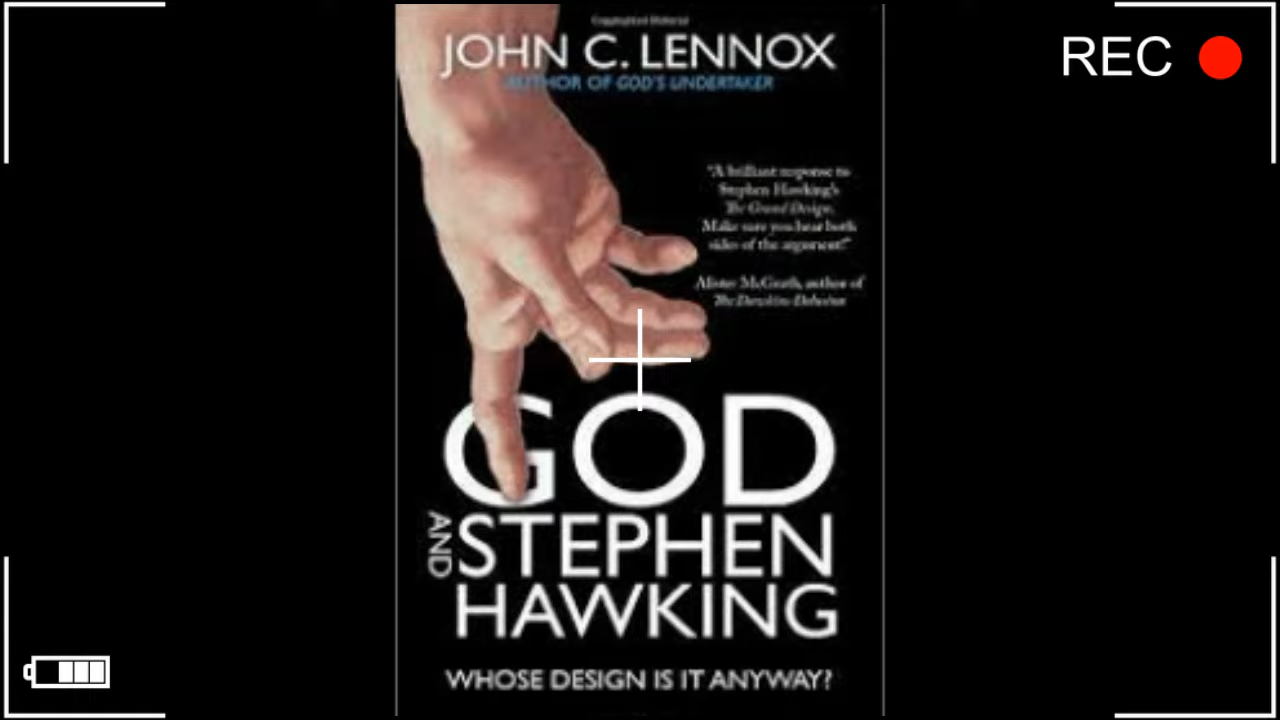 REC
Copyrighted Material
JOHN C. LENNOX
AUTHOR OF GOD'S UNDERTAKER
"A brilliant response to
Stephen Hawking's
The Grand Design.
Make sure you hear both
sides of the argument!"
Alister McGrath, author of
The Dawkins Delusion
GOD
AND
STEPHEN
HAWKING
WHOSE DESIGN IS IT ANYWAY?